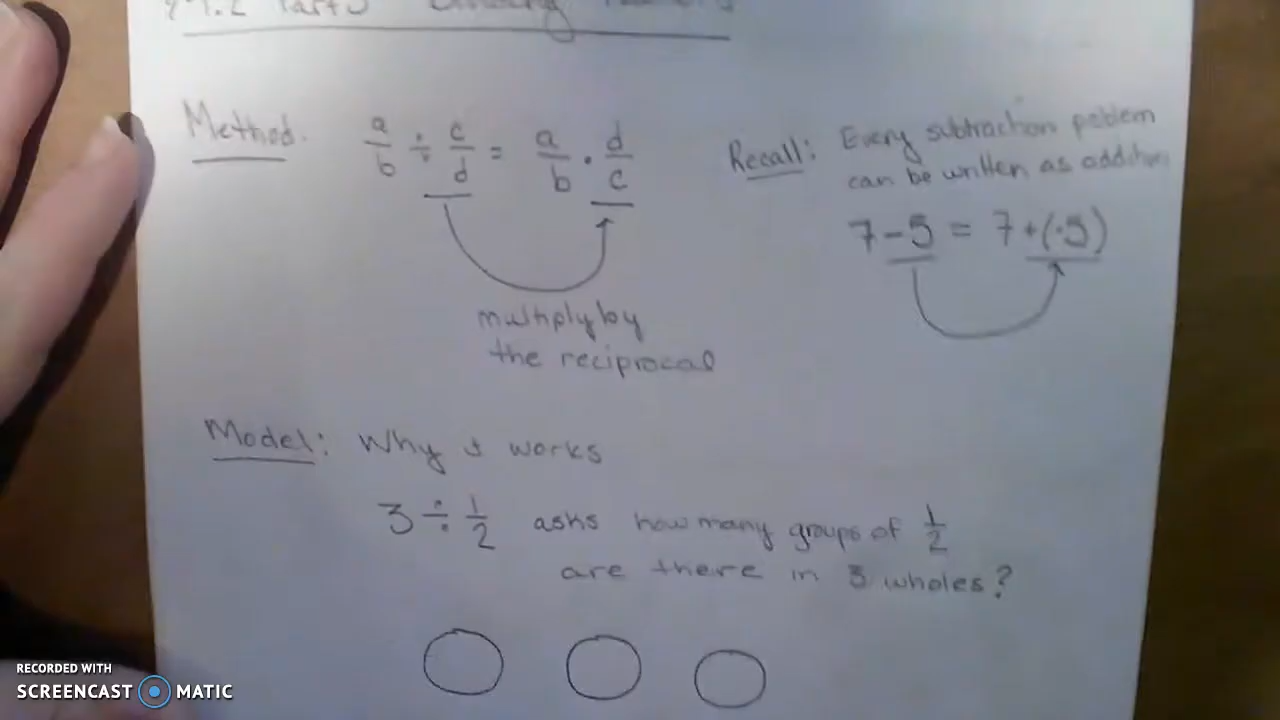 Method.
a/b ÷ c/d = a/b · d/c
multiply by
the reciprocal
Recall: Every subtraction poblem
can be written as addition
7 - 5 = 7 + (-5)
Model: Why it works
3 ÷ 1/2 asks how many groups of 1/2
are there in 3 wholes?
RECORDED WITH
SCREENCAST MATIC